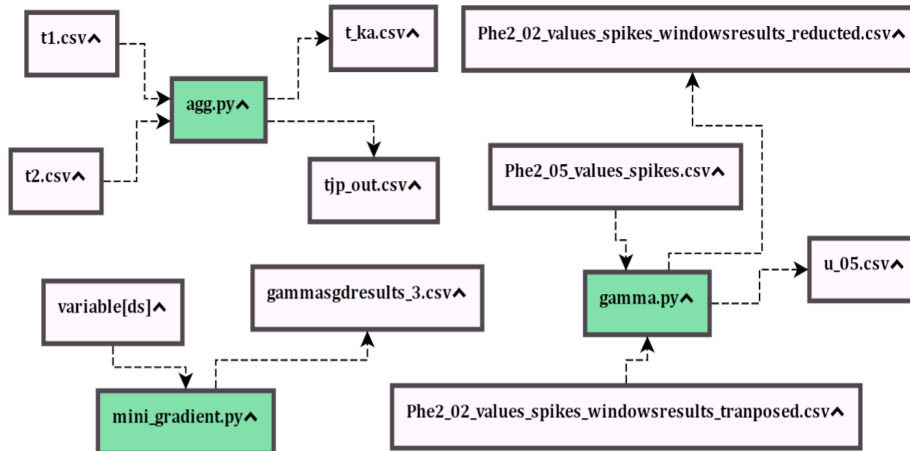 t1.csv^
t_ka.csv^
Phe2_02_values_spikes_windowsresults_reducted.csv^
agg.py^
t2.csv^
tjp_out.csv^
Phe2_05_values_spikes.csv^
u_05.csv^
variable[ds]^
gammasgdresults_3.csv^
gamma.py^
mini_gradient.py^
Phe2_02_values_spikes_windowsresults_tranposed.csv^